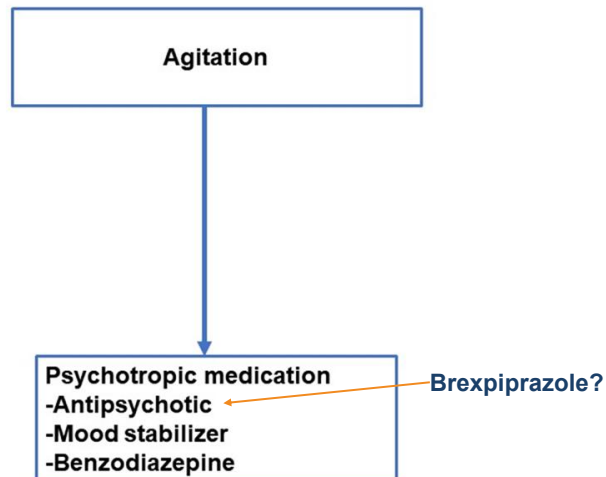 Agitation
Psychotropic medication
-Antipsychotic
Brexpiprazole?
-Mood stabilizer
-Benzodiazepine